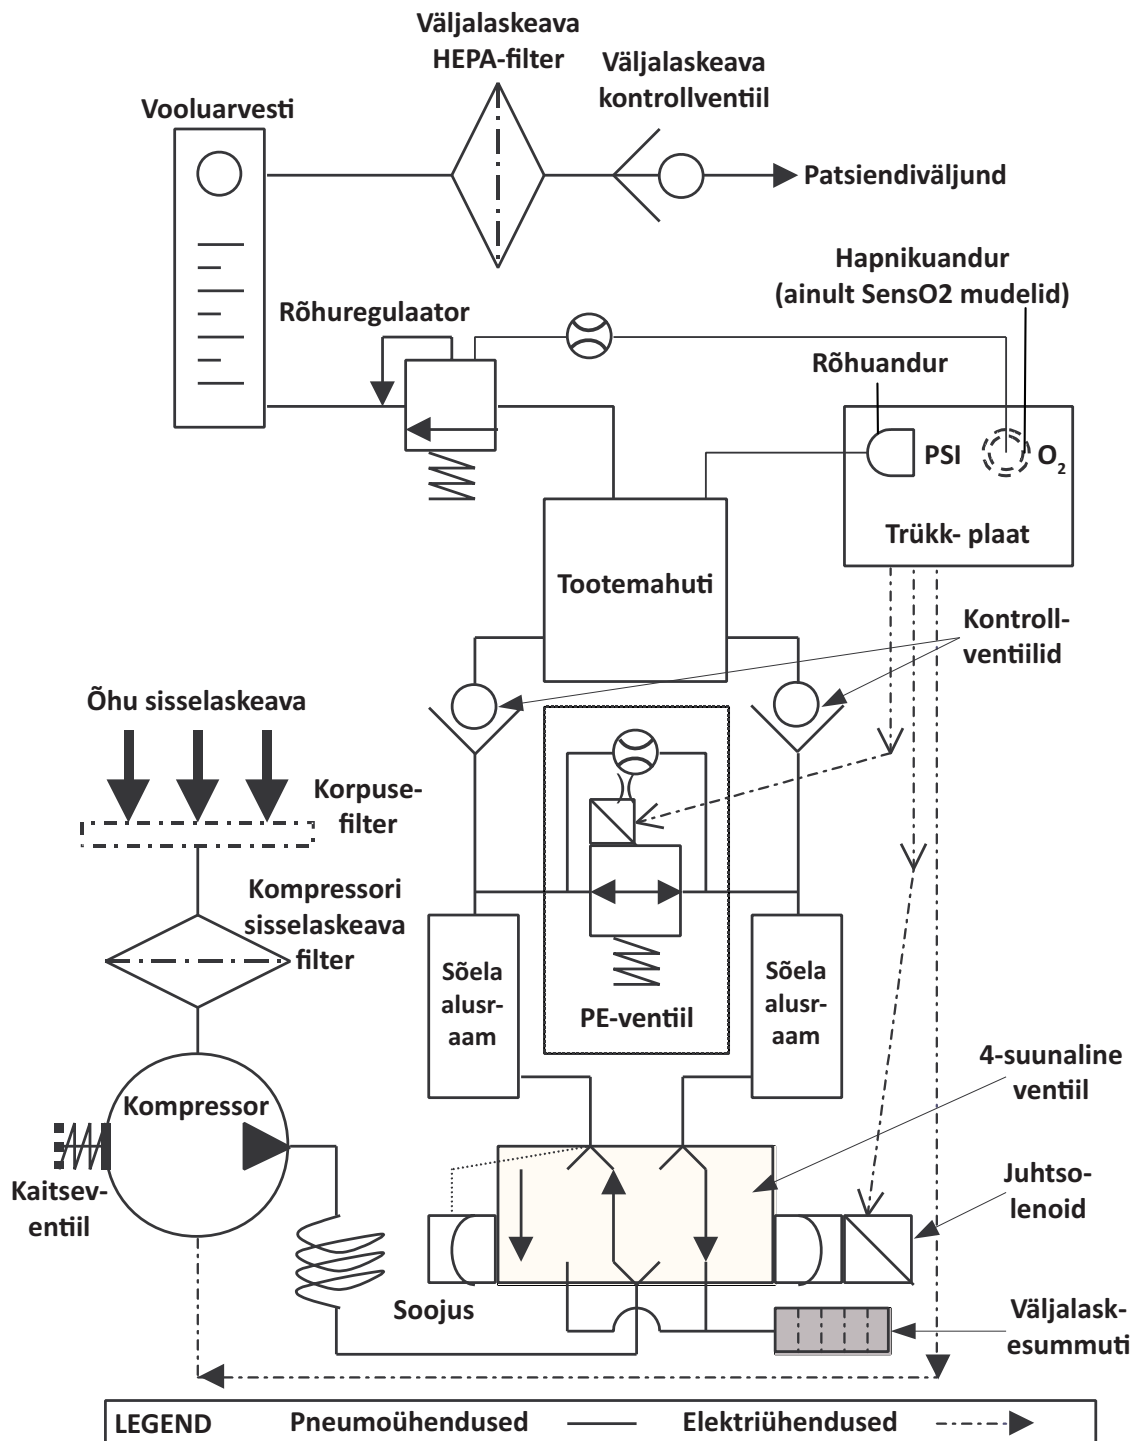 Väljalaskeava
HEPA-filter
Väljalaskeava
kontrollventiil
Vooluarvesti
Patsiendiväljund
Hapnikuandur
(ainult SensO2 mudelid)
Rõhuregulaator
Rõhuandur
PSI
O2
Trükk- plaat
Tootemahuti
Kontroll-
ventiilid
Õhu sisselaskeava
Korpuse-
filter
Kompressori
sisselaskeava
filter
Sõela
alusr-
aam
Sõela
alusr-
aam
PE-ventiil
4-suunaline
ventiil
Kompressor
Kaitsev-
entiil
Juhtso-
lenoid
Soojus
Väljalask-
esummuti
LEGEND Pneumoühendused Elektriühendused